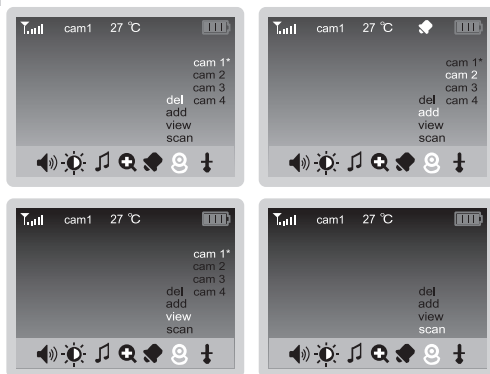 cam1 27 ℃
cam 1*
cam 2
cam 3
del cam 4
add
view
scan
cam1 27 ℃
cam 1*
cam 2
cam 3
del cam 4
add
view
scan
cam1 27 ℃
cam 1*
cam 2
cam 3
del cam 4
add
view
scan
cam1 27 ℃
del
add
view
scan